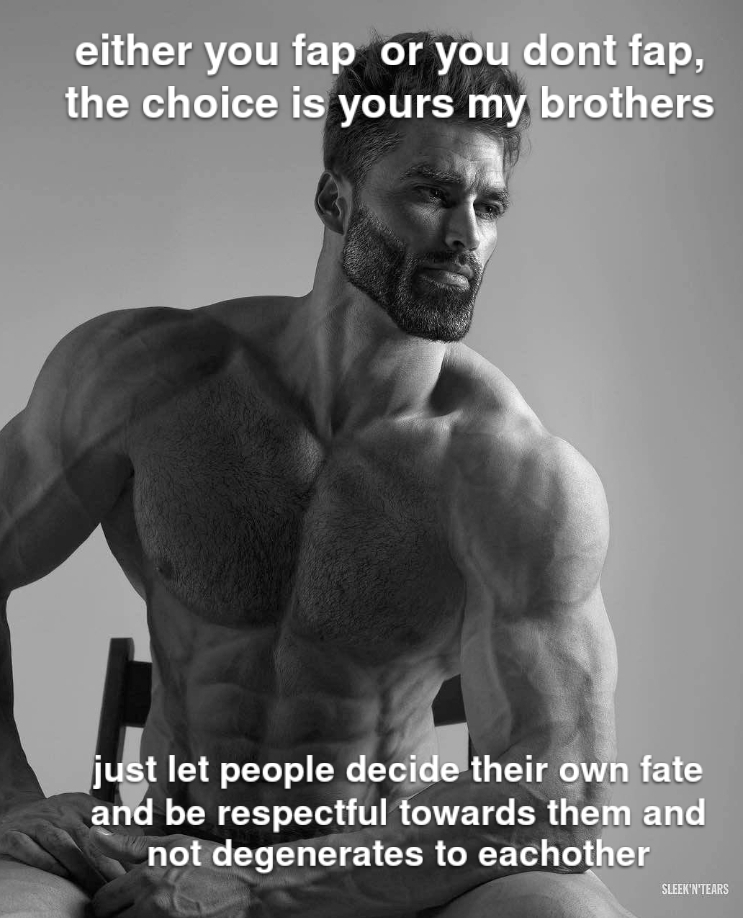 either you fap or you dont fap,
the choice is yours my brothers
just let people decide their own fate
and be respectful towards them and
not degenerates to eachother
SLEEK'N'TEARS